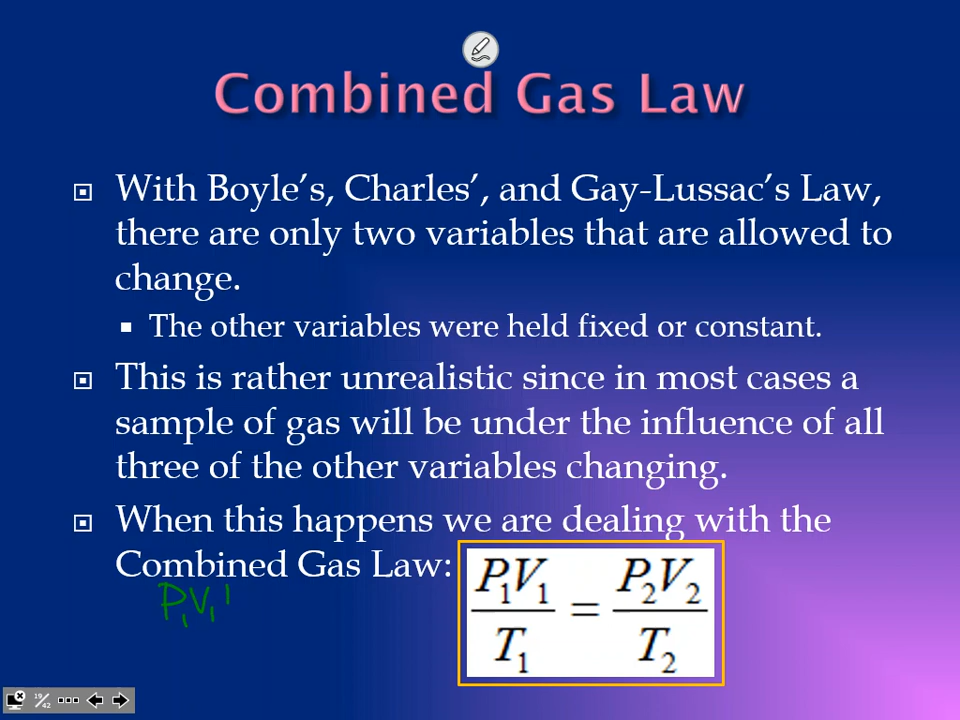 Combined Gas Law
With Boyle’s, Charles’, and Gay-Lussac’s Law,
there are only two variables that are allowed to
change.
The other variables were held fixed or constant.
This is rather unrealistic since in most cases a
sample of gas will be under the influence of all
three of the other variables changing.
When this happens we are dealing with the
Combined Gas Law:
P₁V₁ / T₁ = P₂V₂ / T₂
P₁V₁
19/42